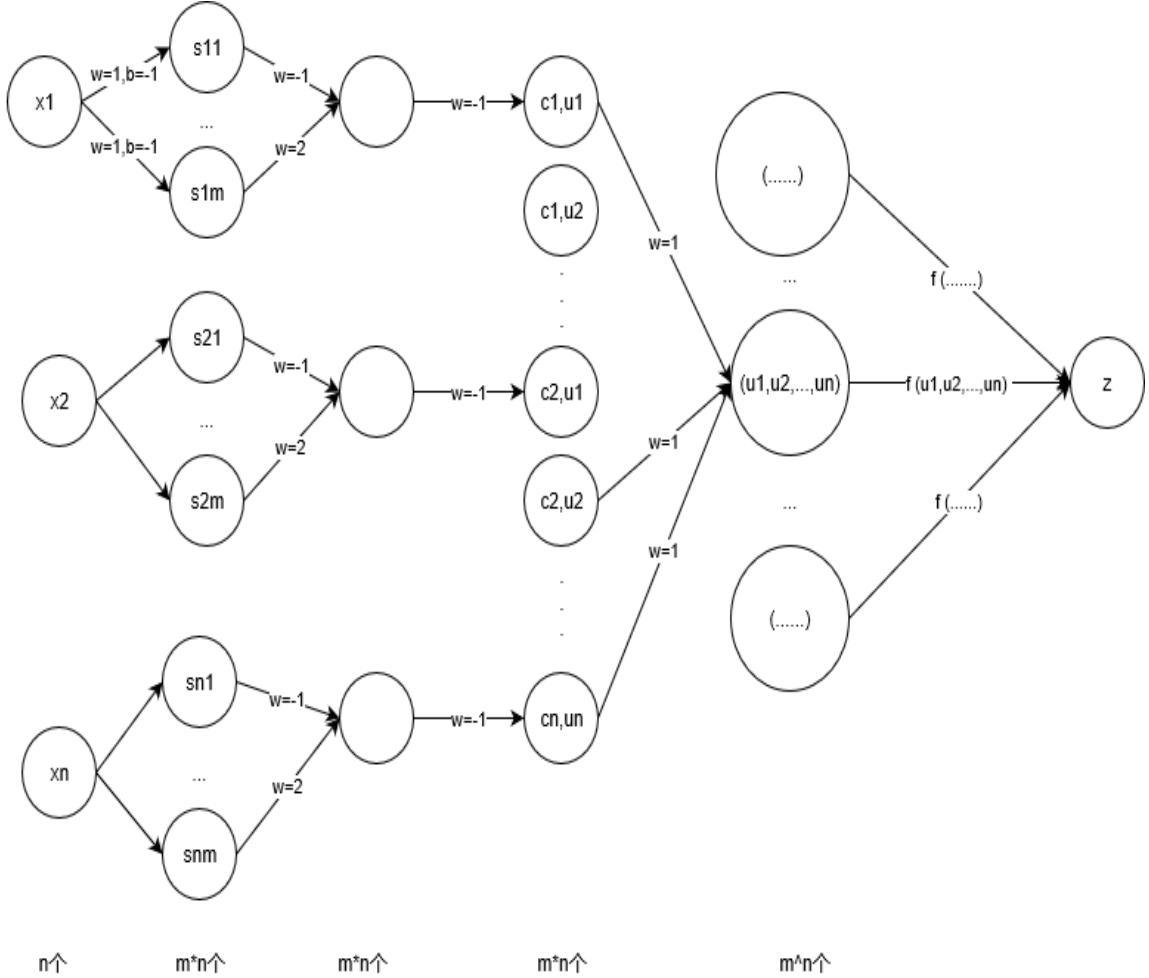 x1
w=1,b=-1
w=1,b=-1
s11
...
s1m
w=-1
w=2
w=-1
c1,u1
c1,u2
.
.
.
x2
s21
...
s2m
w=-1
w=2
w=-1
c2,u1
c2,u2
.
.
.
xn
sn1
...
snm
w=-1
w=2
w=-1
cn,un
w=1
w=1
w=1
(......)
...
(u1,u2,...,un)
...
(......)
f (.......)
f (u1,u2,...,un)
f (......)
z
n个
m*n个
m*n个
m*n个
m^n个